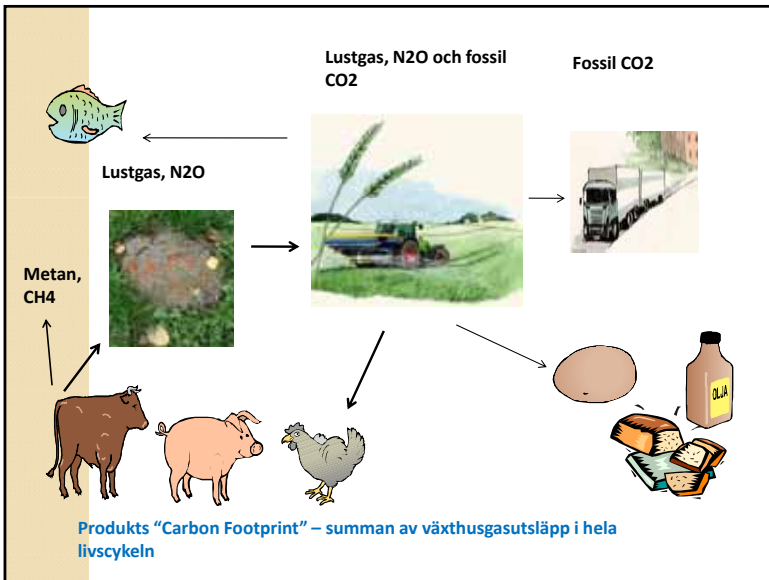 Lustgas, N2O och fossil
CO2
Fossil CO2
Lustgas, N2O
Metan,
CH4
OLJA
Produkts “Carbon Footprint” – summan av växthusgasutsläpp i hela
livscykeln